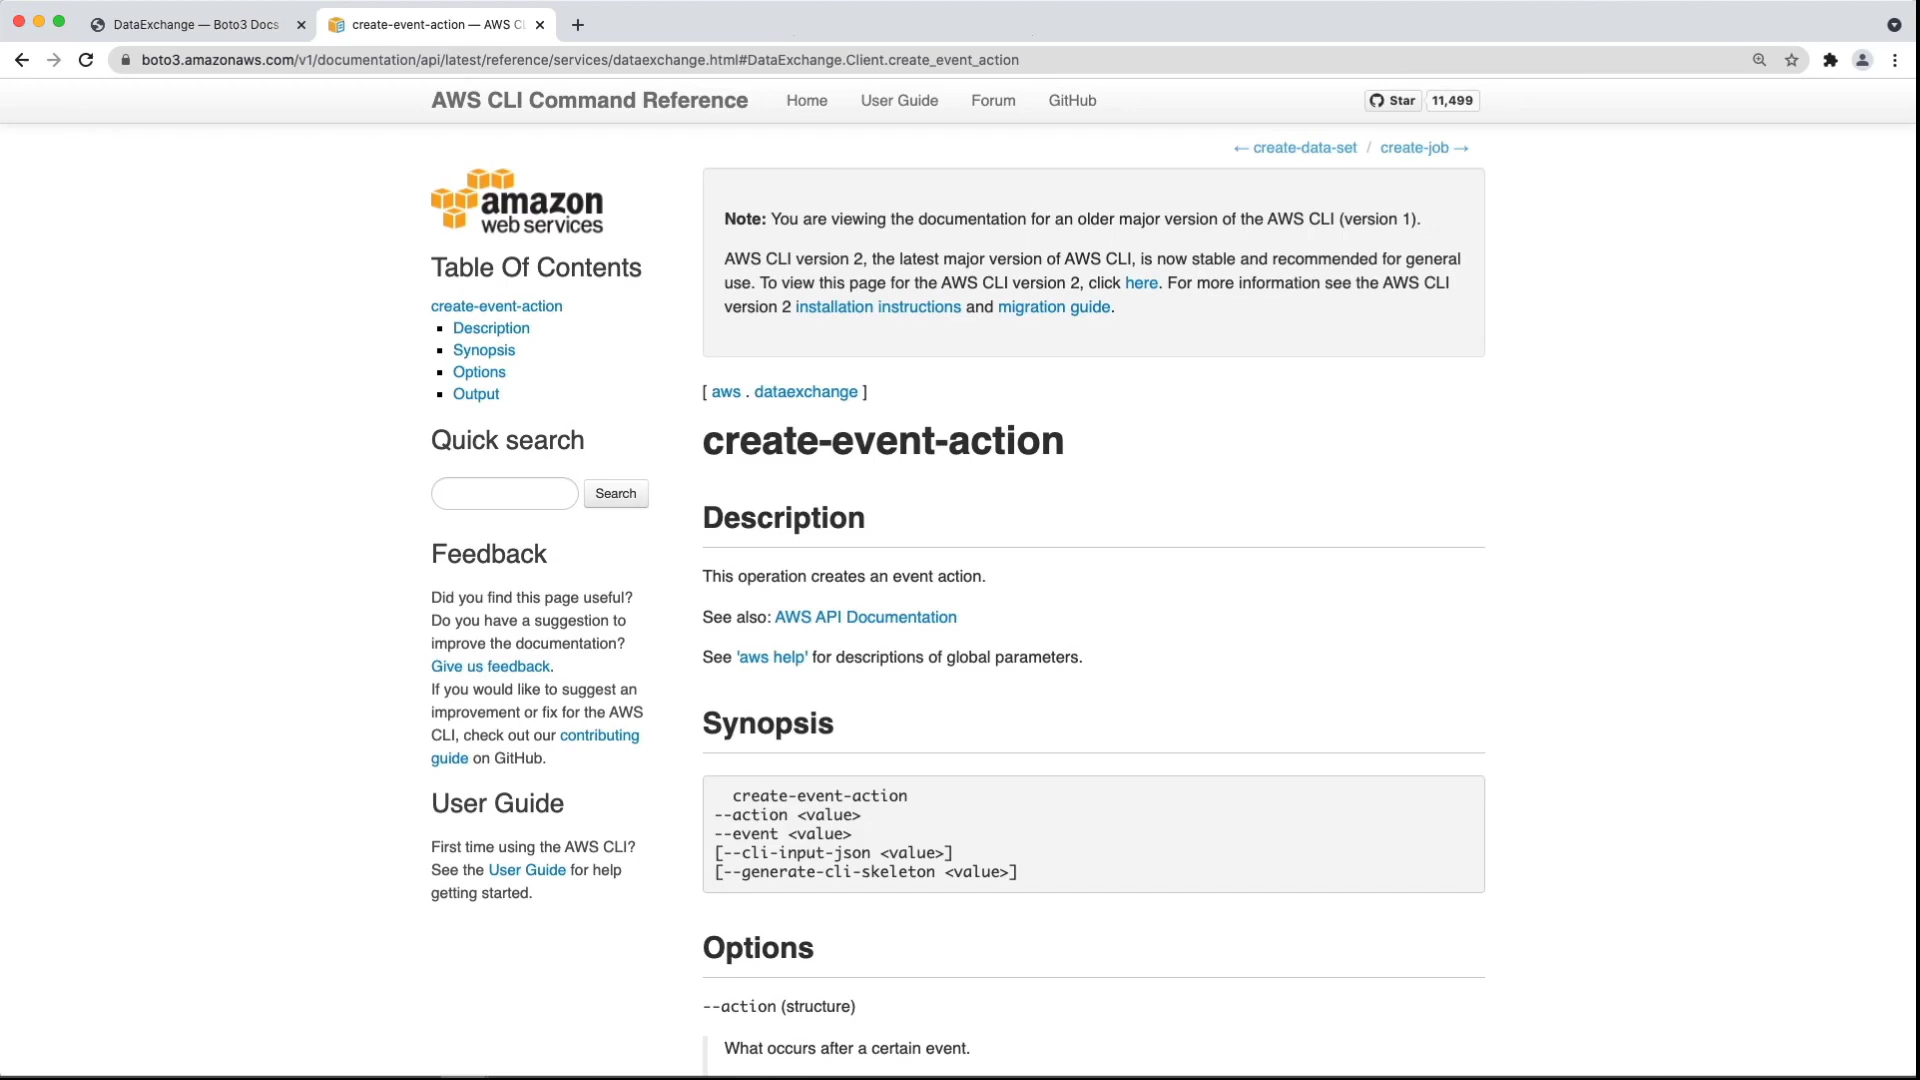 DataExchange — Boto3 Docs
create-event-action — AWS CL
boto3.amazonaws.com/v1/documentation/api/latest/reference/services/dataexchange.html#DataExchange.Client.create_event_action
AWS CLI Command Reference
Home
User Guide
Forum
GitHub
Star
11,499
← create-data-set / create-job →
amazon
web services
Table Of Contents
create-event-action
Description
Synopsis
Options
Output
Quick search
Search
Feedback
Did you find this page useful?
Do you have a suggestion to
improve the documentation?
Give us feedback.
If you would like to suggest an
improvement or fix for the AWS
CLI, check out our contributing
guide on GitHub.
User Guide
First time using the AWS CLI?
See the User Guide for help
getting started.
Note: You are viewing the documentation for an older major version of the AWS CLI (version 1).
AWS CLI version 2, the latest major version of AWS CLI, is now stable and recommended for general
use. To view this page for the AWS CLI version 2, click here. For more information see the AWS CLI
version 2 installation instructions and migration guide.
[ aws . dataexchange ]
create-event-action
Description
This operation creates an event action.
See also: AWS API Documentation
See 'aws help' for descriptions of global parameters.
Synopsis
create-event-action
--action <value>
--event <value>
[--cli-input-json <value>]
[--generate-cli-skeleton <value>]
Options
--action (structure)
What occurs after a certain event.